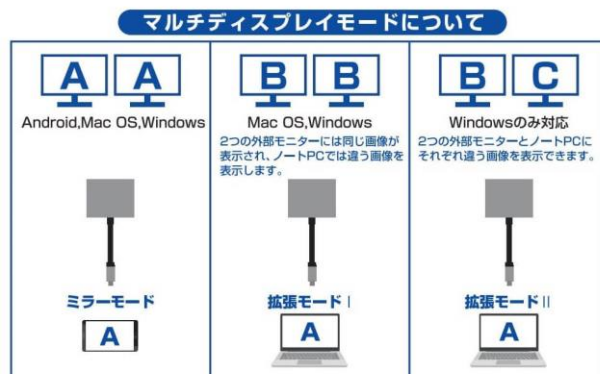 マルチディスプレイモードについて
A A
Android,Mac OS,Windows
ミラーモード
A
B B
Mac OS,Windows
2つの外部モニターには同じ画像が
表示され、ノートPCでは違う画像を
表示します。
拡張モードⅠ
A
B C
Windowsのみ対応
2つの外部モニターとノートPCに
それぞれ違う画像を表示できます。
拡張モードⅡ
A